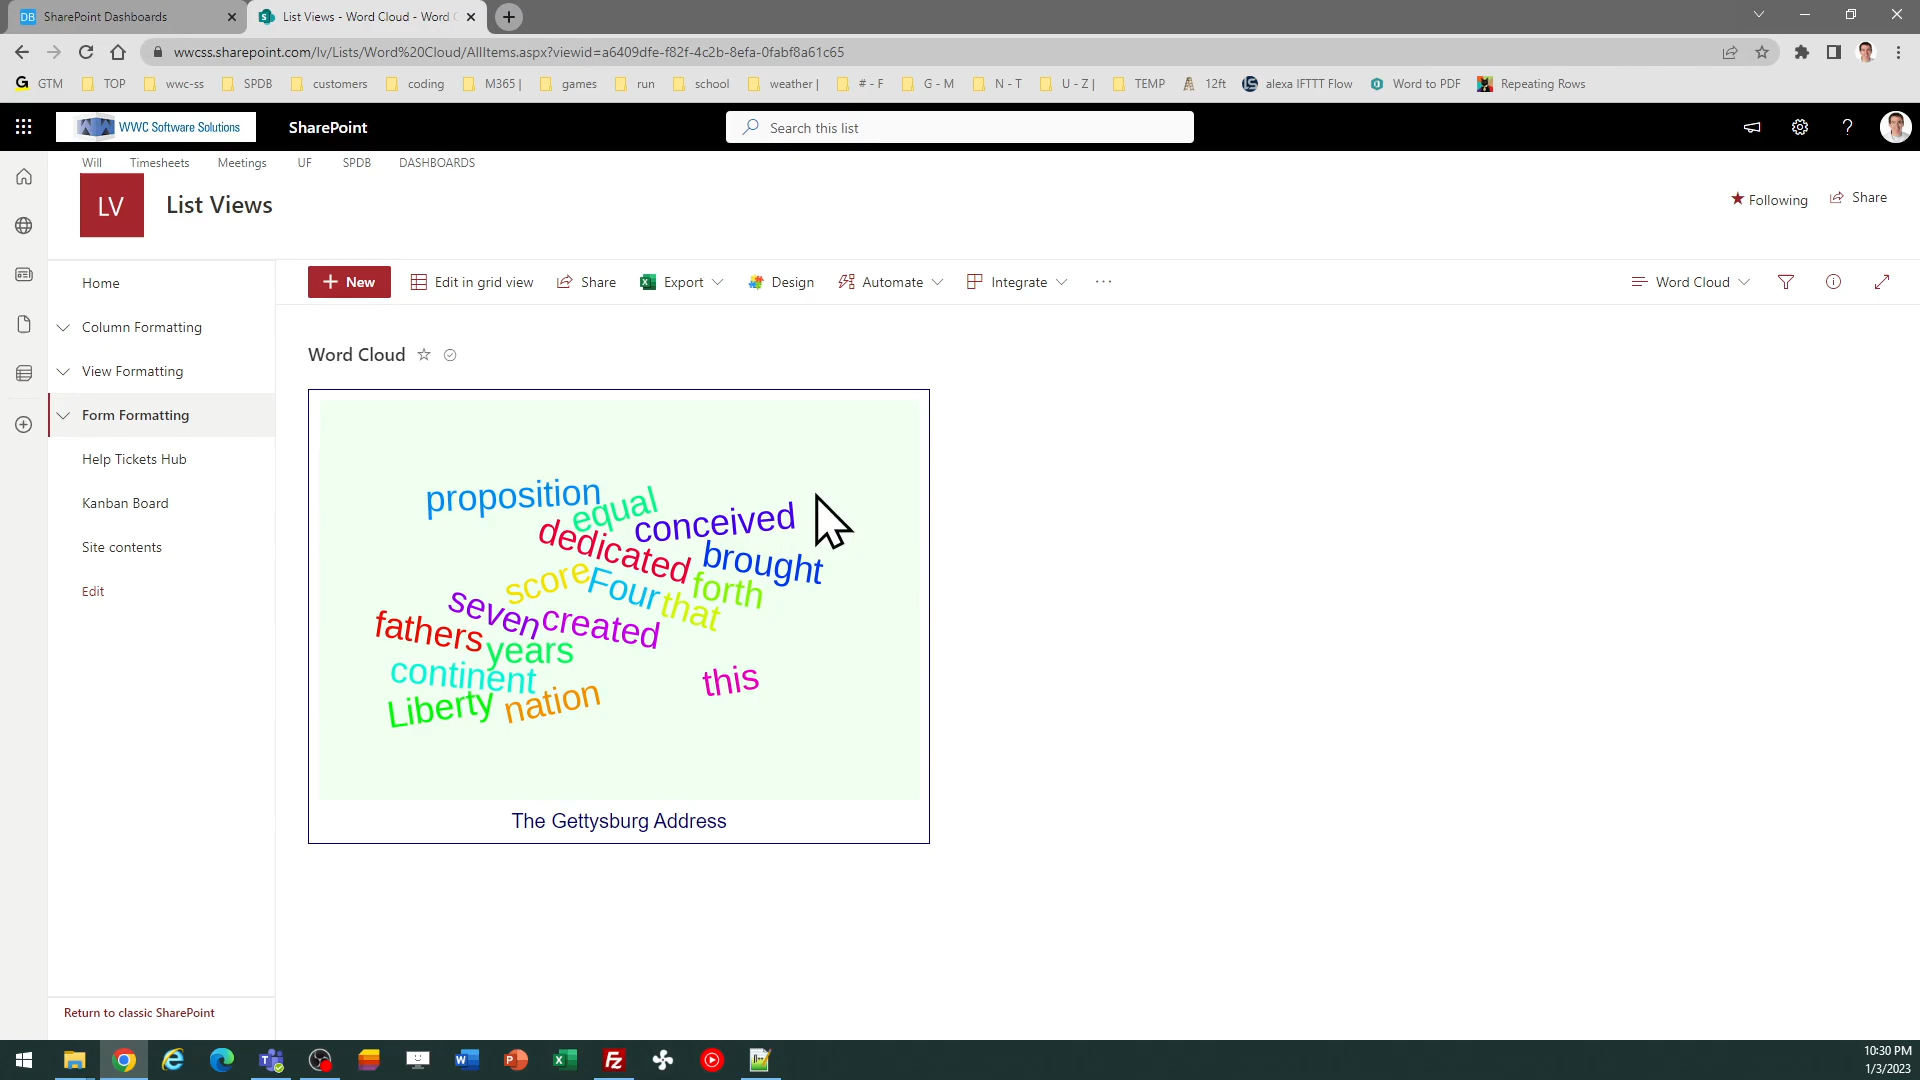 SharePoint Dashboards
List Views - Word Cloud - Word C
wwcss.sharepoint.com/lv/Lists/Word%20Cloud/AllItems.aspx?viewid=a6409dfe-f82f-4c2b-8efa-0fabf8a61c65
GTM TOP wwc-ss SPDB customers coding M365 | games run school weather | # - F G - M N - T U - Z | TEMP 12ft alexa IFTTT Flow Word to PDF Repeating Rows
WWC Software Solutions SharePoint Search this list
Will Timesheets Meetings UF SPDB DASHBOARDS
LV List Views
Following Share
Home
Column Formatting
View Formatting
Form Formatting
Help Tickets Hub
Kanban Board
Site contents
Edit
Return to classic SharePoint
New Edit in grid view Share Export Design Automate Integrate ... Word Cloud
Word Cloud
proposition
equal
conceived
dedicated
brought
score
Four
forth
that
seven
created
fathers
years
continent
this
Liberty
nation
The Gettysburg Address
10:30 PM
1/3/2023